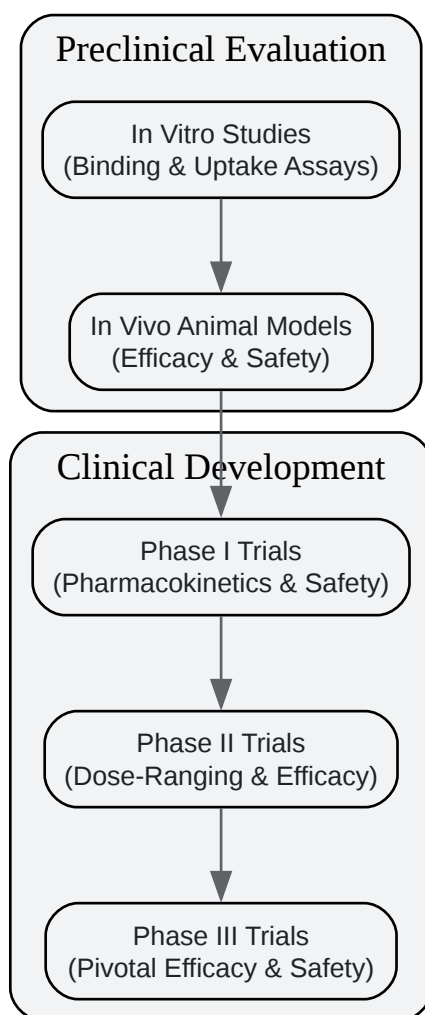 Preclinical Evaluation
In Vitro Studies
(Binding & Uptake Assays)
In Vivo Animal Models
(Efficacy & Safety)
Clinical Development
Phase I Trials
(Pharmacokinetics & Safety)
Phase II Trials
(Dose-Ranging & Efficacy)
Phase III Trials
(Pivotal Efficacy & Safety)